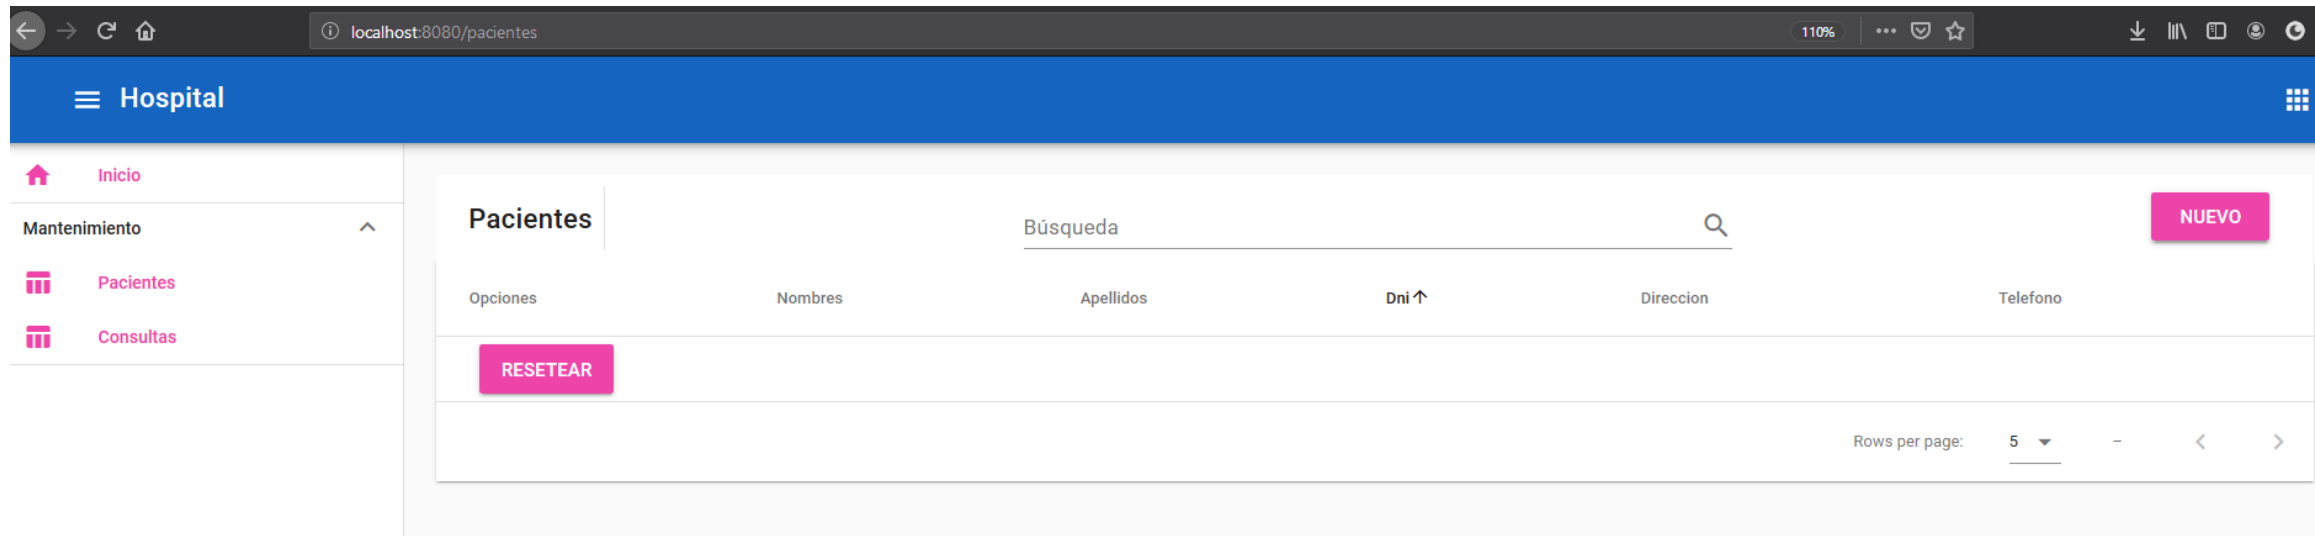 localhost:8080/pacientes 110%
Hospital
Inicio
Mantenimiento
Pacientes
Consultas
Pacientes
Búsqueda
NUEVO
Opciones Nombres Apellidos Dni Direccion Telefono
RESETEAR
Rows per page: 5 –